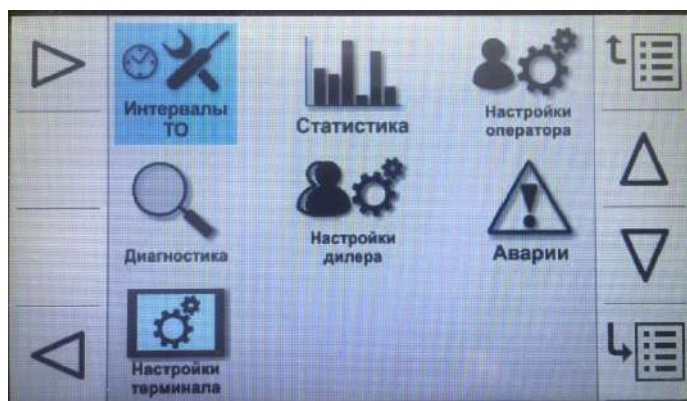 Интервалы
ТО
Статистика
Настройки
оператора
Диагностика
Настройки
дилера
Аварии
Настройки
терминала